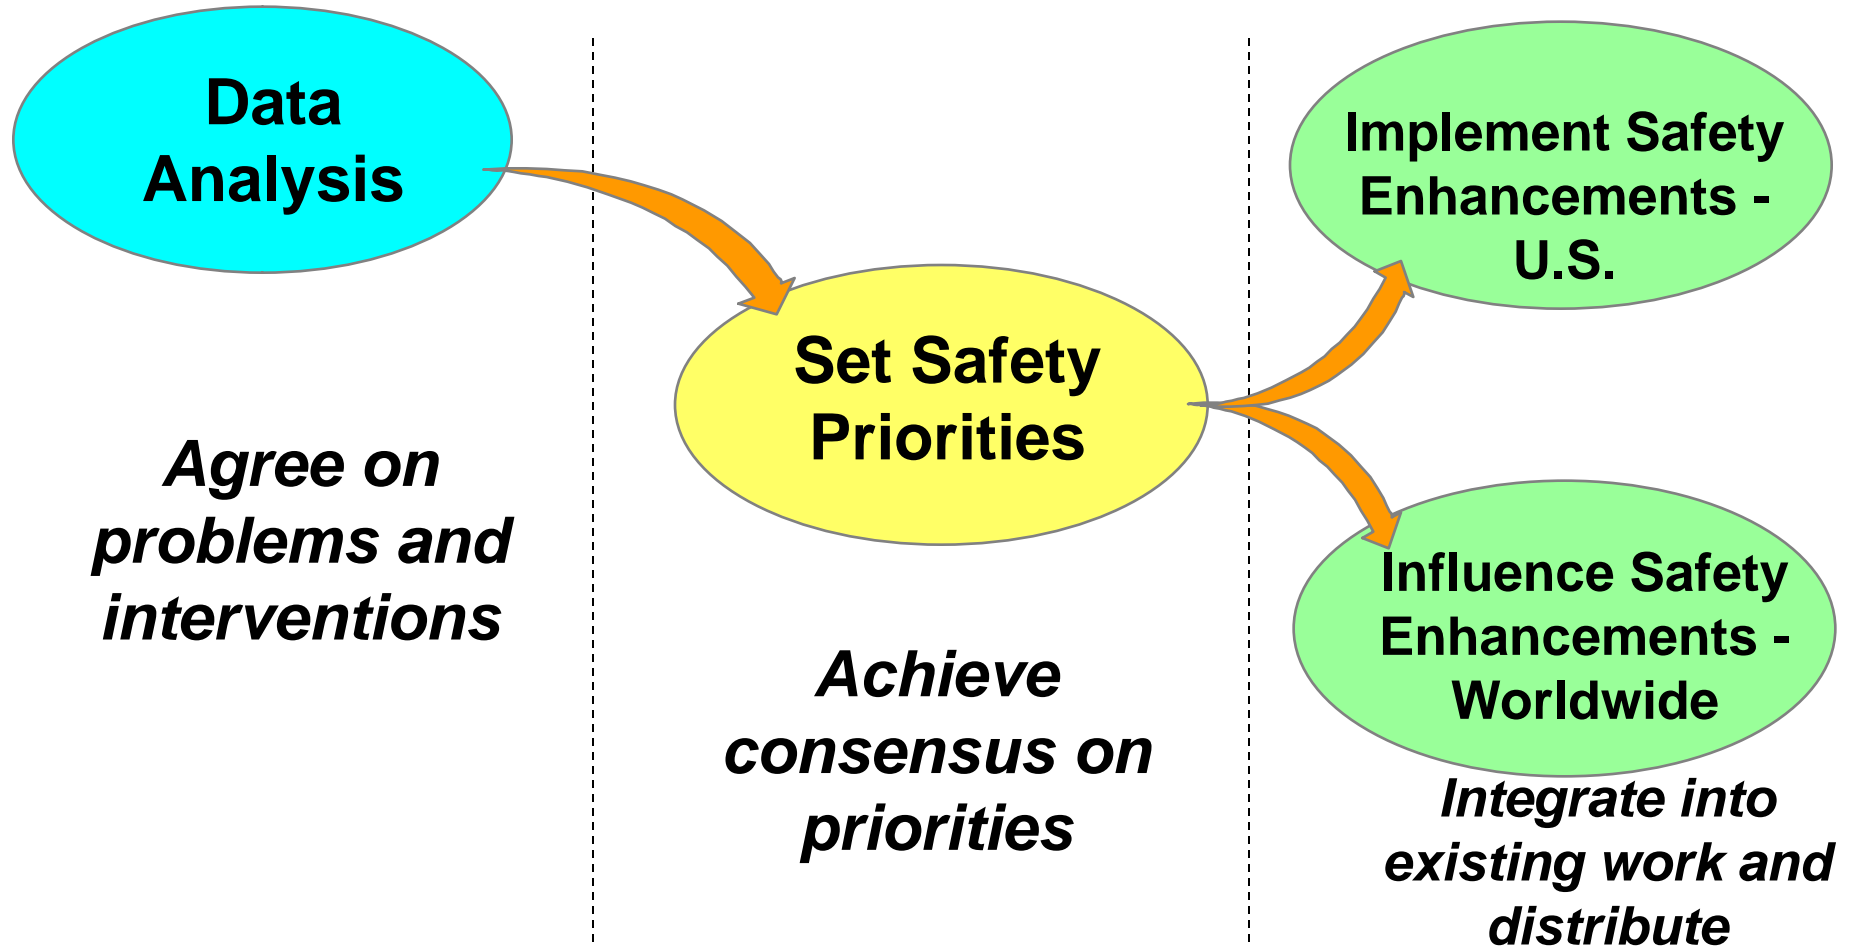 Data
Analysis
Agree on
problems and
interventions
Set Safety
Priorities
Achieve
consensus on
priorities
Implement Safety
Enhancements -
U.S.
Influence Safety
Enhancements -
Worldwide
Integrate into
existing work and
distribute